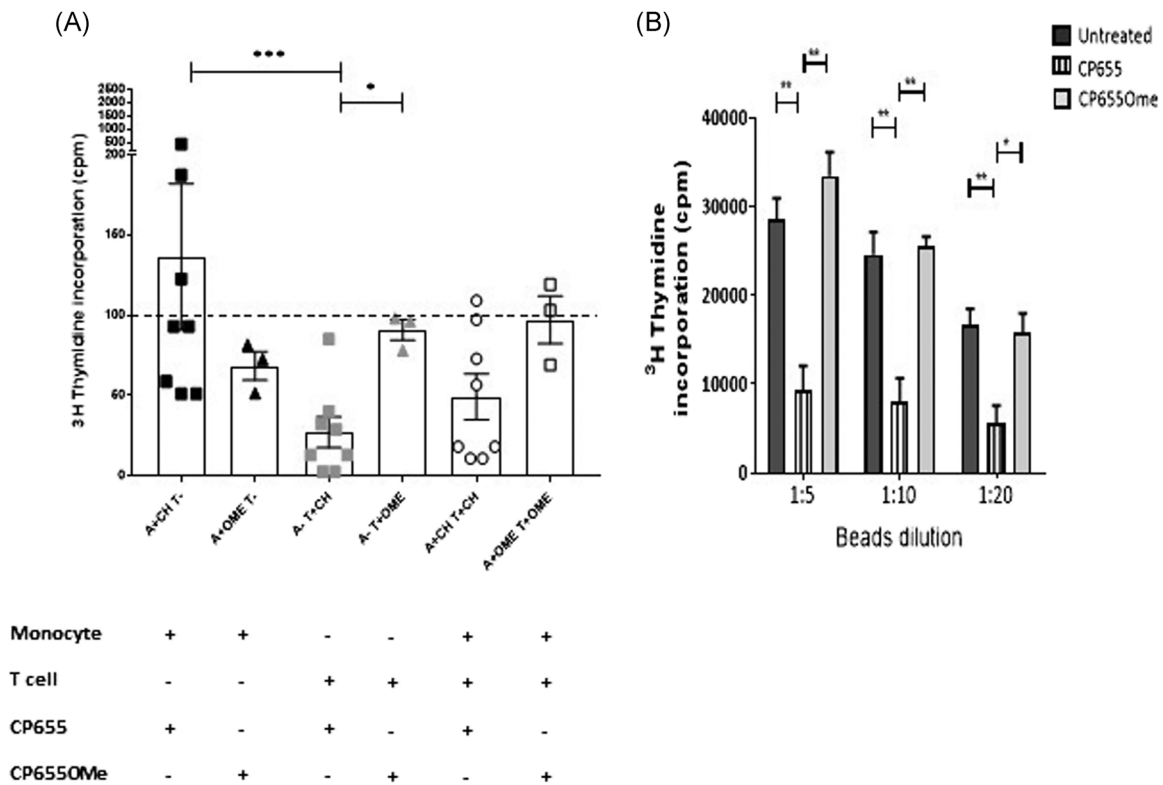 (A)
***
*
3H Thymidine incorporation (cpm)
2500
2000
1500
1000
500
200
160
100
60
0
A+CH T-
A+OME T-
A- T+CH
A- T+OME
A+CH T+CH
A+OME T+OME
Monocyte + + - - + +
T cell - - + + + +
CP655 + - + - + -
CP655OMe - + - + - +
(B)
Untreated
CP655
CP655Ome
** **
** **
** *
3H Thymidine
incorporation (cpm)
40000
30000
20000
10000
0
1:5 1:10 1:20
Beads dilution